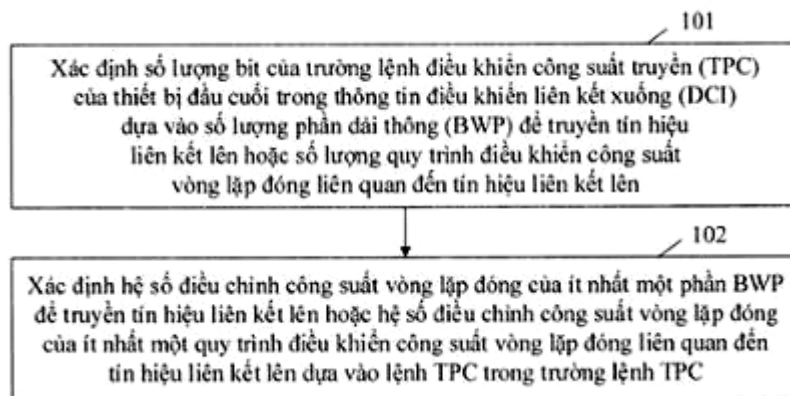 101
Xác định số lượng bit của trường lệnh điều khiển công suất truyền (TPC)
của thiết bị đầu cuối trong thông tin điều khiển liên kết xuống (DCI)
dựa vào số lượng phần dải thông (BWP) để truyền tín hiệu
liên kết lên hoặc số lượng quy trình điều khiển công suất
vòng lặp đóng liên quan đến tín hiệu liên kết lên
102
Xác định hệ số điều chỉnh công suất vòng lặp đóng của ít nhất một phần BWP
để truyền tín hiệu liên kết lên hoặc hệ số điều chỉnh công suất vòng lặp đóng
của ít nhất một quy trình điều khiển công suất vòng lặp đóng liên quan đến
tín hiệu liên kết lên dựa vào lệnh TPC trong trường lệnh TPC